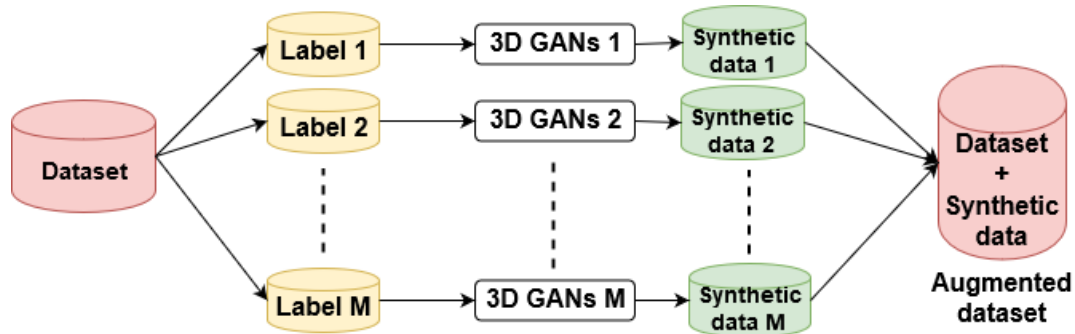 Label 1
3D GANs 1
Synthetic
data 1
Label 2
3D GANs 2
Synthetic
data 2
Dataset
Dataset
+
Synthetic
data
Label M
3D GANs M
Synthetic
data M
Augmented
dataset